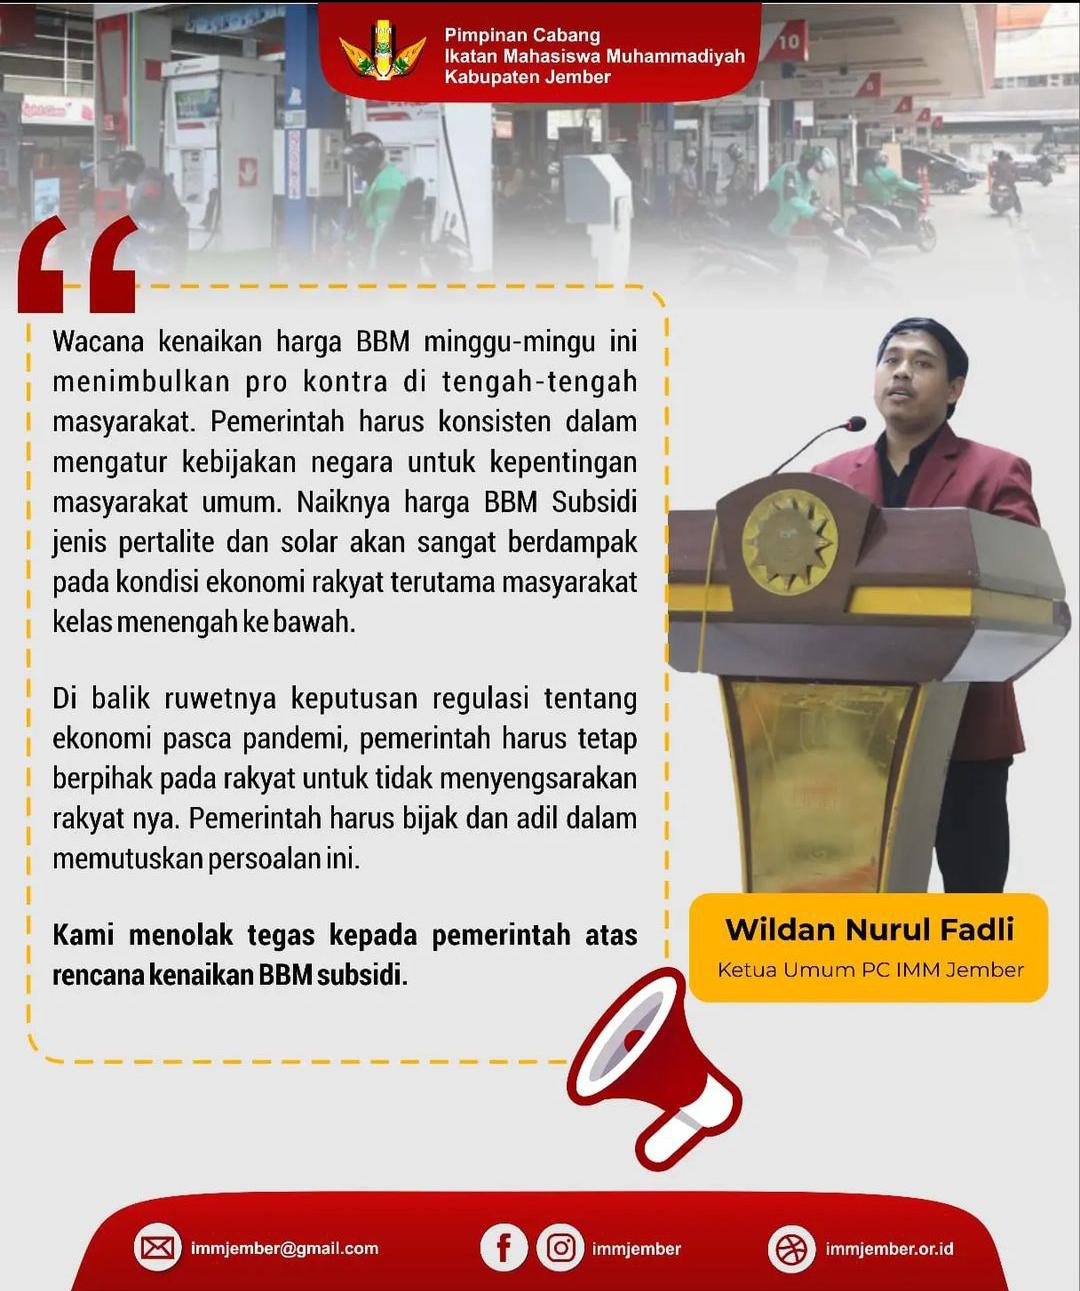 Pimpinan Cabang
Ikatan Mahasiswa Muhammadiyah
Kabupaten Jember
10
Wacana kenaikan harga BBM minggu-mingu ini
menimbulkan pro kontra di tengah-tengah
masyarakat. Pemerintah harus konsisten dalam
mengatur kebijakan negara untuk kepentingan
masyarakat umum. Naiknya harga BBM Subsidi
jenis pertalite dan solar akan sangat berdampak
pada kondisi ekonomi rakyat terutama masyarakat
kelas menengah ke bawah.
Di balik ruwetnya keputusan regulasi tentang
ekonomi pasca pandemi, pemerintah harus tetap
berpihak pada rakyat untuk tidak menyengsarakan
rakyat nya. Pemerintah harus bijak dan adil dalam
memutuskan persoalan ini.
Kami menolak tegas kepada pemerintah atas
rencana kenaikan BBM subsidi.
Wildan Nurul Fadli
Ketua Umum PC IMM Jember
immjember@gmail.com
immjember
immjember.or.id